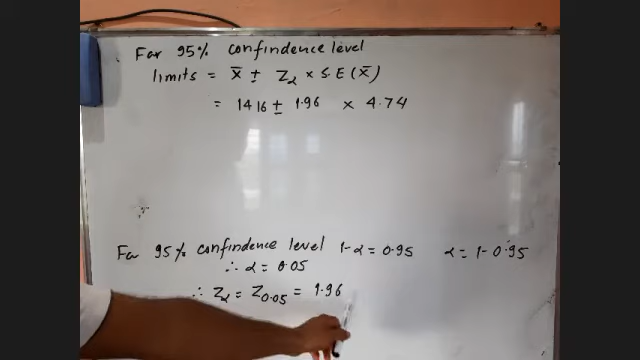 For 95% confindence level
limits = x̄ ± Zα × S.E (x̄)
= 1416 ± 1.96 × 4.74
For 95% confindence level 1-α = 0.95 α = 1-0.95
∴ α = 0.05
∴ Zα = Z0.05 = 1.96